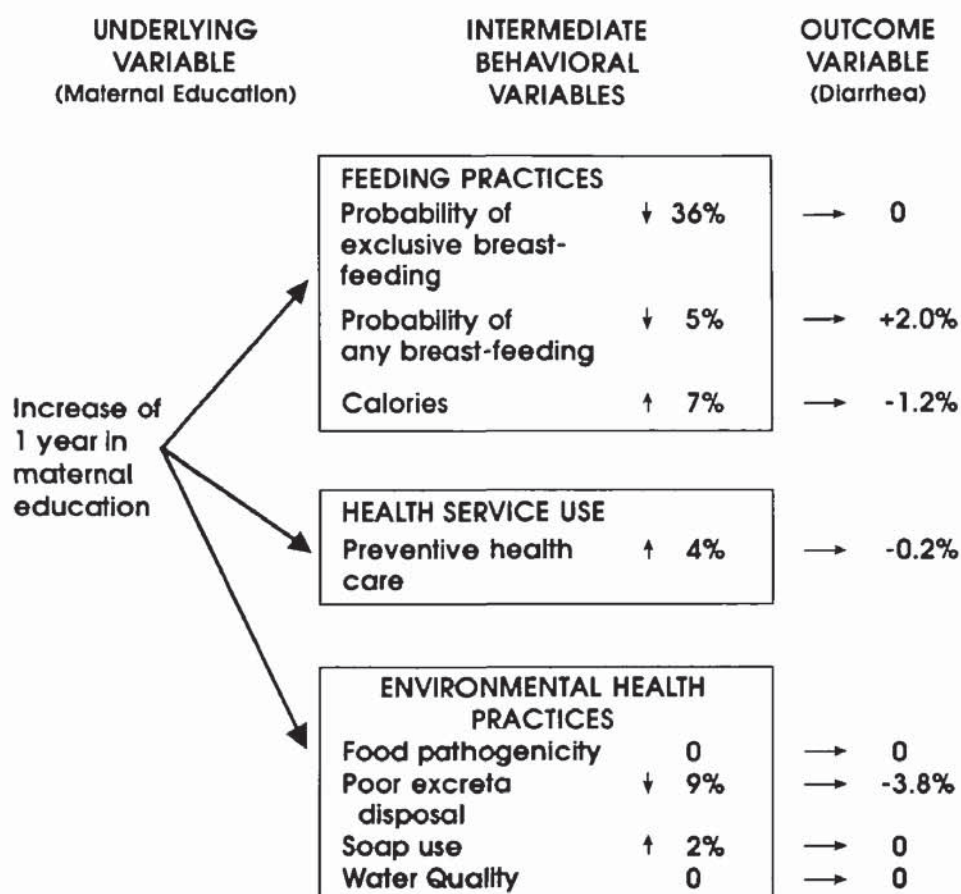 UNDERLYING
VARIABLE
(Maternal Education)
INTERMEDIATE
BEHAVIORAL
VARIABLES
OUTCOME
VARIABLE
(Diarrhea)
FEEDING PRACTICES
Probability of ↓ 36% → 0
exclusive breast-
feeding
Probability of ↓ 5% → +2.0%
any breast-feeding
Calories ↑ 7% → -1.2%
Increase of
1 year in
maternal
education
HEALTH SERVICE USE
Preventive health ↑ 4% → -0.2%
care
ENVIRONMENTAL HEALTH
PRACTICES
Food pathogenicity 0 → 0
Poor excreta ↓ 9% → -3.8%
disposal
Soap use ↑ 2% → 0
Water Quality 0 → 0